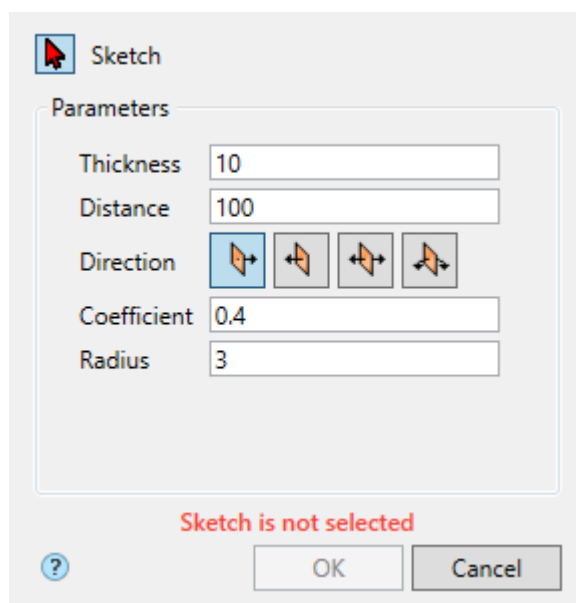 Sketch
Parameters
Thickness 10
Distance 100
Direction
Coefficient 0.4
Radius 3
Sketch is not selected
? OK Cancel